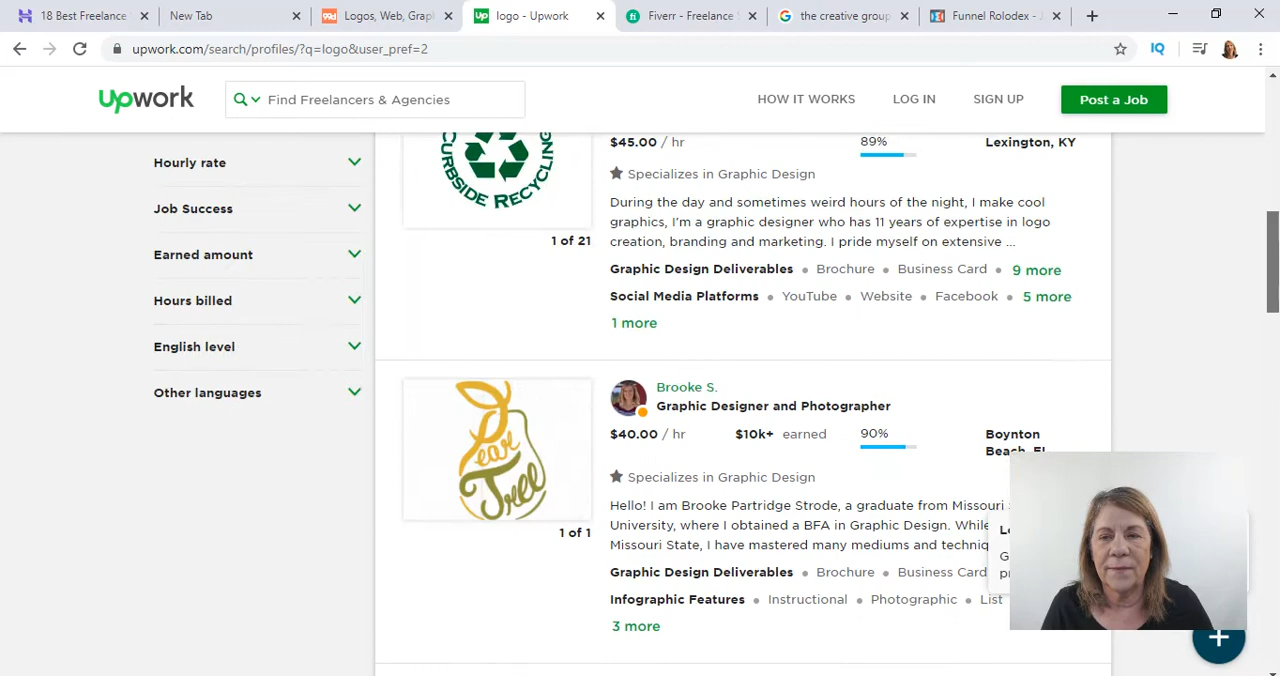 18 Best Freelance
New Tab
99d
Logos, Web, Grap
Up
logo - Upwork
fi
Fiverr - Freelance S
the creative group
Funnel Rolodex - J
upwork.com/search/profiles/?q=logo&user_pref=2
IQ
upwork
Find Freelancers & Agencies
HOW IT WORKS
LOG IN
SIGN UP
Post a Job
Hourly rate
Job Success
Earned amount
Hours billed
English level
Other languages
CURBSIDE RECYCLING
1 of 21
$45.00 / hr
89%
Lexington, KY
Specializes in Graphic Design
During the day and sometimes weird hours of the night, I make cool
graphics, I'm a graphic designer who has 11 years of expertise in logo
creation, branding and marketing. I pride myself on extensive ...
Graphic Design Deliverables • Brochure • Business Card • 9 more
Social Media Platforms • YouTube • Website • Facebook • 5 more
1 more
Pear
Tree
1 of 1
Brooke S.
Graphic Designer and Photographer
$40.00 / hr
$10k+ earned
90%
Boynton
Beach,
Specializes in Graphic Design
Hello! I am Brooke Partridge Strode, a graduate from Missouri
University, where I obtained a BFA in Graphic Design. While
Missouri State, I have mastered many mediums and
Graphic Design Deliverables • Brochure • Business Card
Infographic Features • Instructional • Photographic • List
3 more